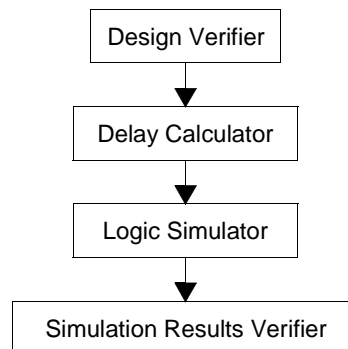 Design Verifier
Delay Calculator
Logic Simulator
Simulation Results Verifier